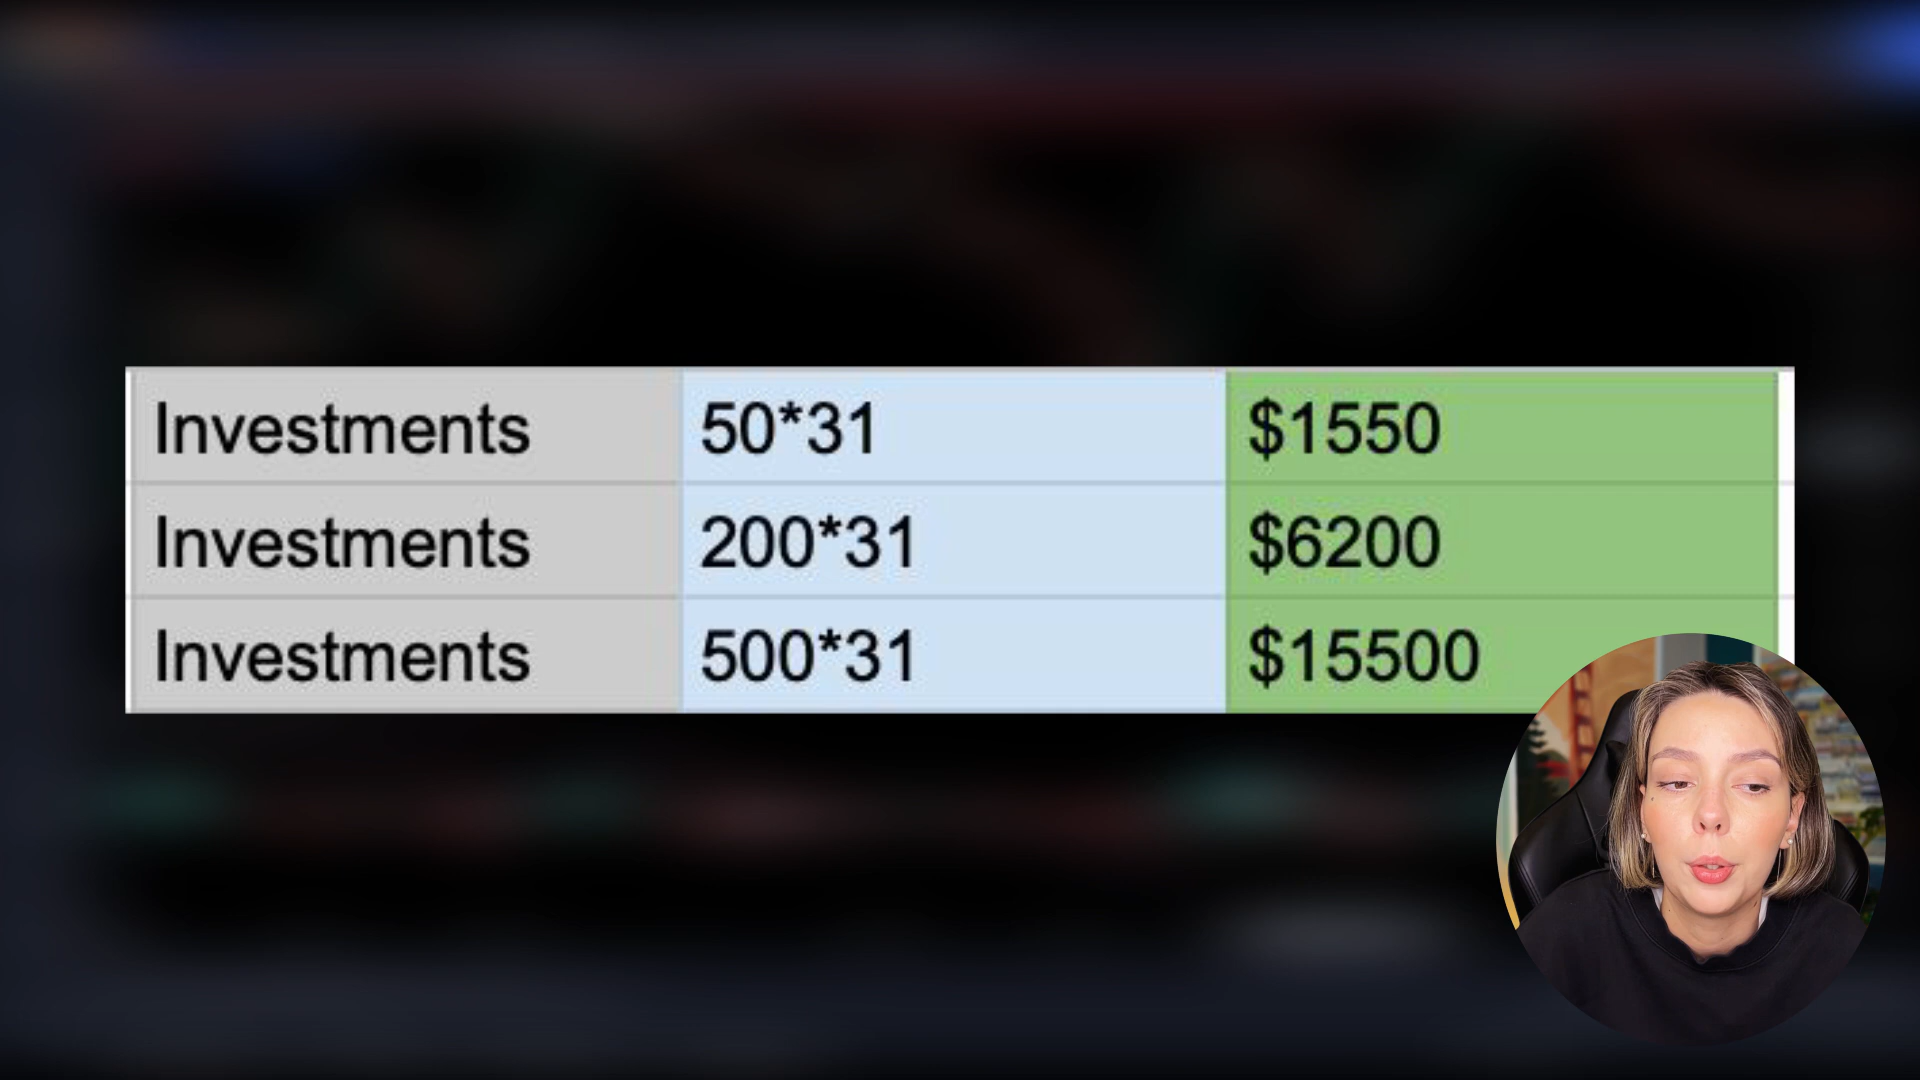 Investments 50*31 $1550
Investments 200*31 $6200
Investments 500*31 $15500